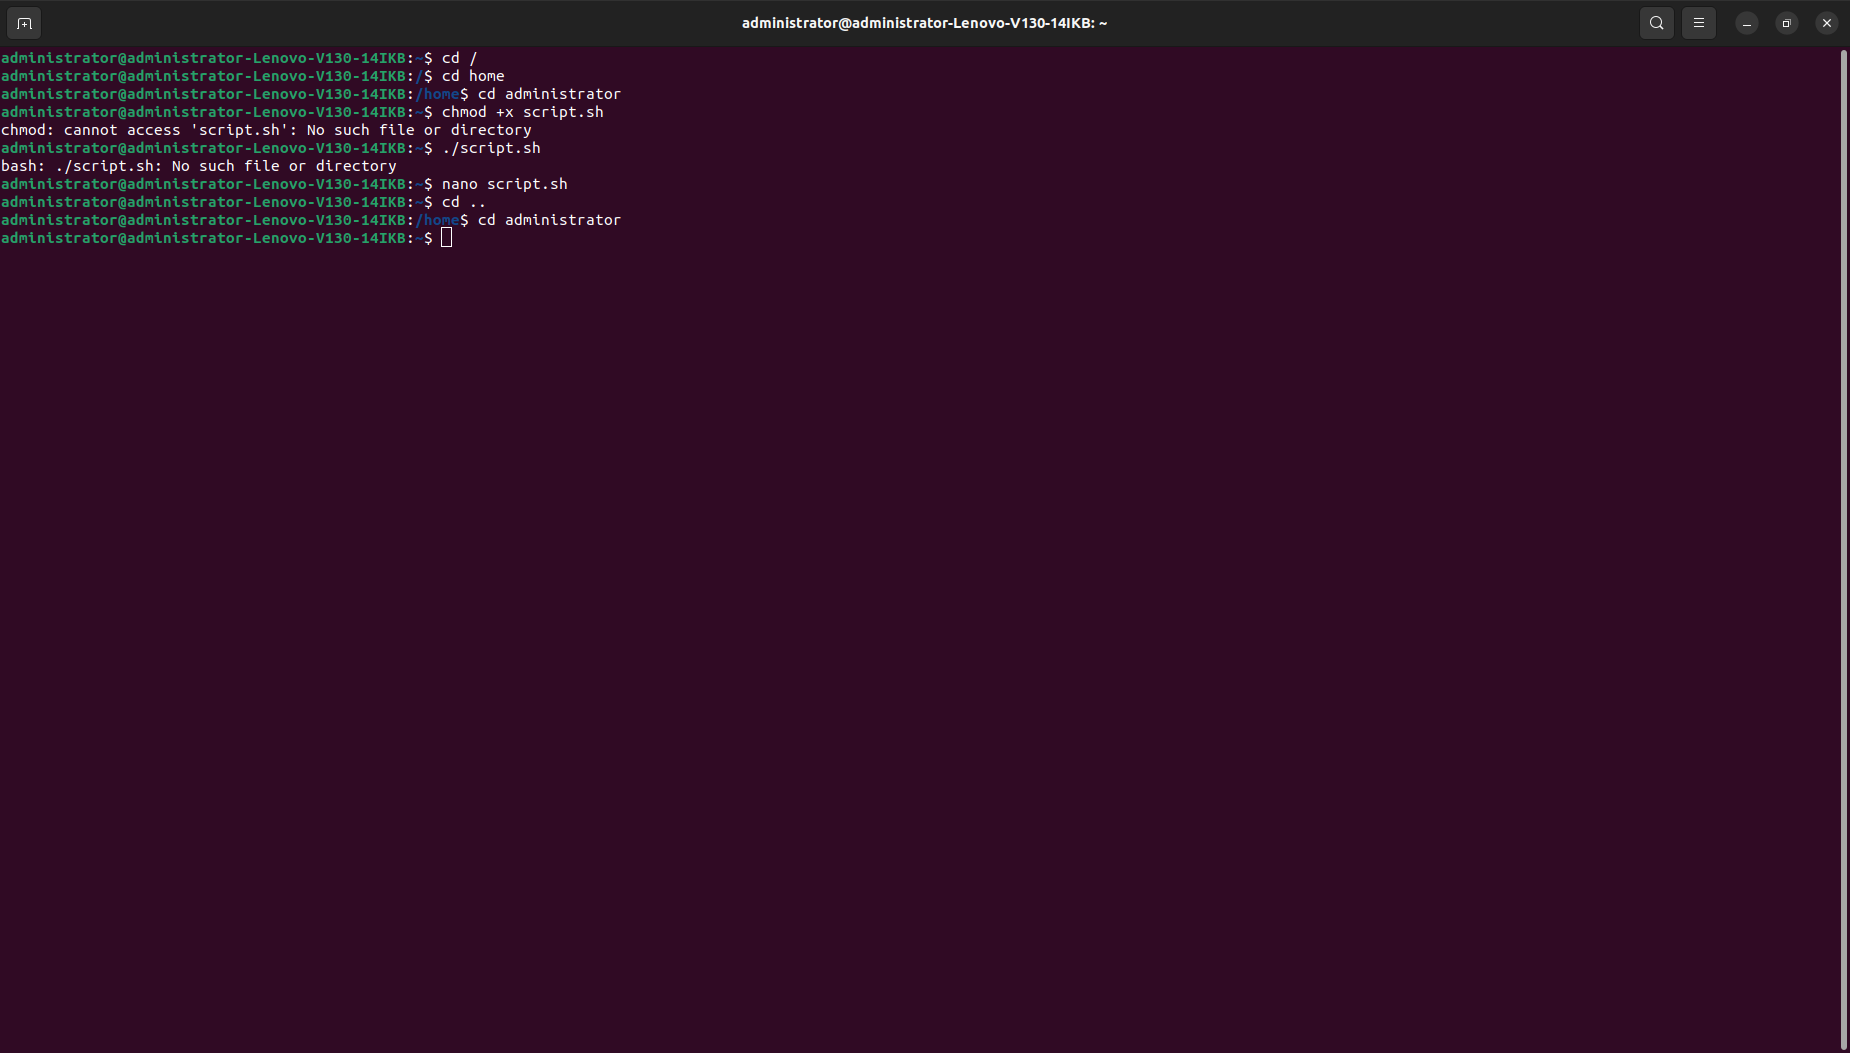 administrator@administrator-Lenovo-V130-14IKB: ~
administrator@administrator-Lenovo-V130-14IKB:~$ cd /
administrator@administrator-Lenovo-V130-14IKB:/$ cd home
administrator@administrator-Lenovo-V130-14IKB:/home$ cd administrator
administrator@administrator-Lenovo-V130-14IKB:~$ chmod +x script.sh
chmod: cannot access 'script.sh': No such file or directory
administrator@administrator-Lenovo-V130-14IKB:~$ ./script.sh
bash: ./script.sh: No such file or directory
administrator@administrator-Lenovo-V130-14IKB:~$ nano script.sh
administrator@administrator-Lenovo-V130-14IKB:~$ cd ..
administrator@administrator-Lenovo-V130-14IKB:/home$ cd administrator
administrator@administrator-Lenovo-V130-14IKB:~$